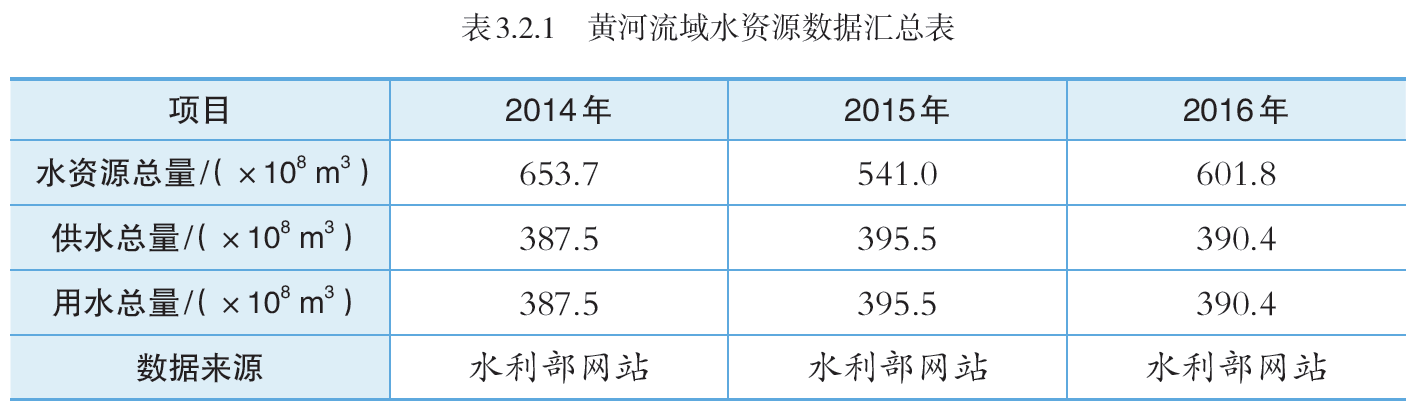 表3.2.1 黄河流域水资源数据汇总表
项目 2014年 2015年 2016年
水资源总量/(×10⁸ m³) 653.7 541.0 601.8
供水总量/(×10⁸ m³) 387.5 395.5 390.4
用水总量/(×10⁸ m³) 387.5 395.5 390.4
数据来源 水利部网站 水利部网站 水利部网站